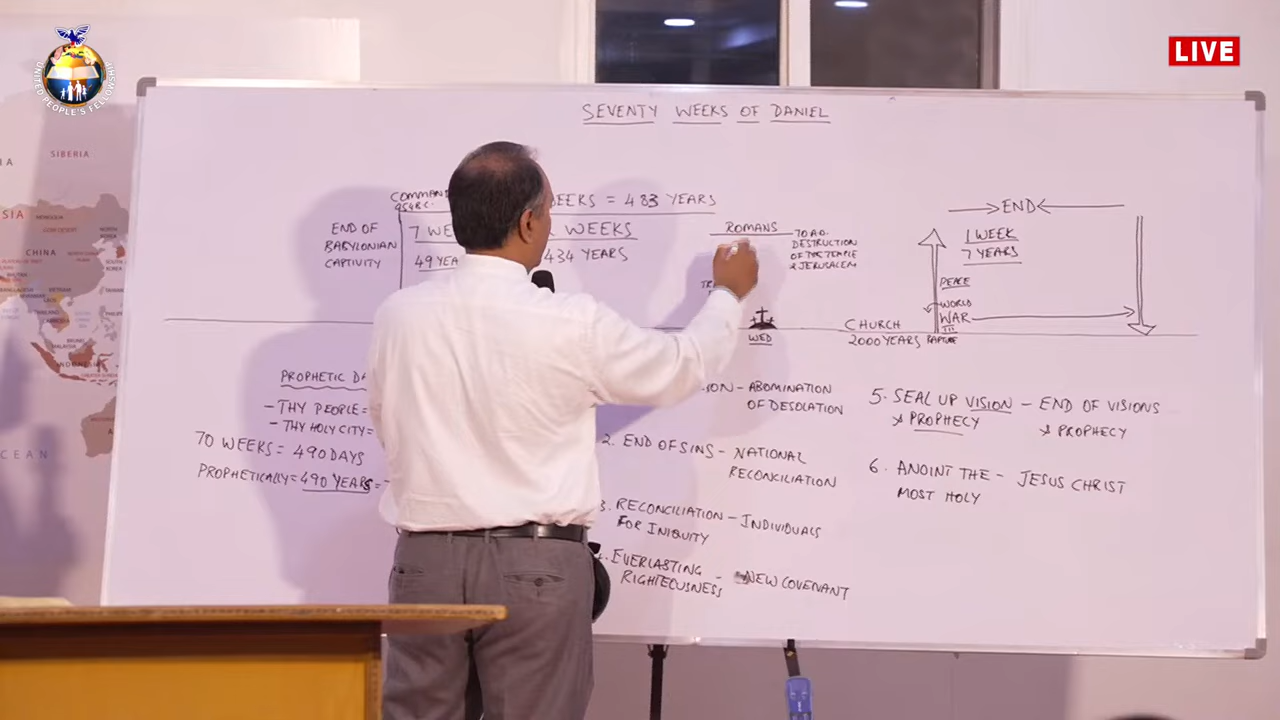 UNITED PEOPLE'S FELLOWSHIP
LIVE
SIBERIA
CHINA
SEVENTY WEEKS OF DANIEL
WEEKS = 483 YEARS
END OF
BABYLONIAN
CAPTIVITY
7
49
WEEKS
434 YEARS
ROMANS
70 A.D.
DESTRUCTION
OF THE TEMPLE
& JERUSALEM
WED
CHURCH
2000 YEARS
RAPTURE
END
1 WEEK
7 YEARS
PEACE
WORLD
WAR
III
PROPHETIC
- THY PEOPLE =
- THY HOLY CITY =
70 WEEKS = 490 DAYS
PROPHETICALLY = 490 YEARS =
- ABOMINATION
OF DESOLATION
2. END OF SINS - NATIONAL
RECONCILIATION
3. RECONCILIATION - INDIVIDUALS
FOR INIQUITY
EVERLASTING - NEW COVENANT
RIGHTEOUSNESS
5. SEAL UP VISION - END OF VISIONS
& PROPHECY & PROPHECY
6. ANOINT THE - JESUS CHRIST
MOST HOLY